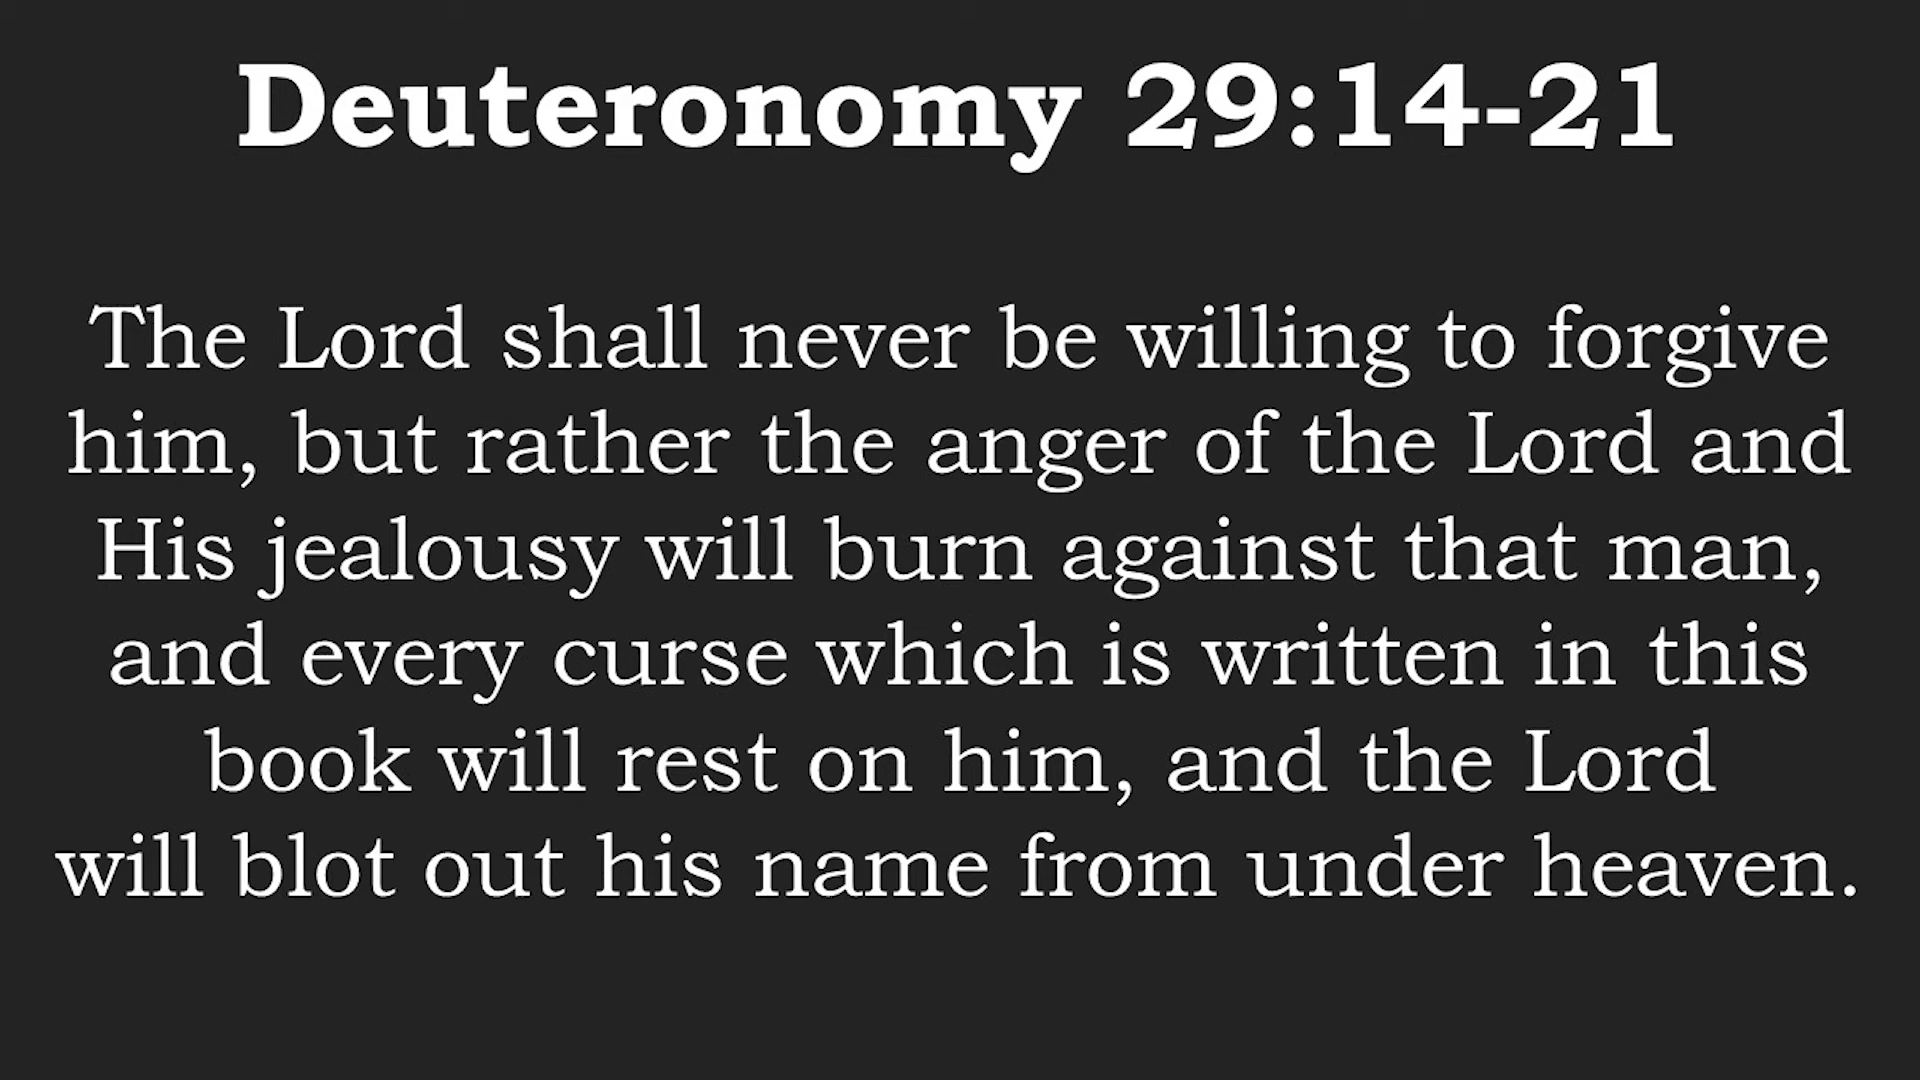 Deuteronomy 29:14-21
The Lord shall never be willing to forgive
him, but rather the anger of the Lord and
His jealousy will burn against that man,
and every curse which is written in this
book will rest on him, and the Lord
will blot out his name from under heaven.